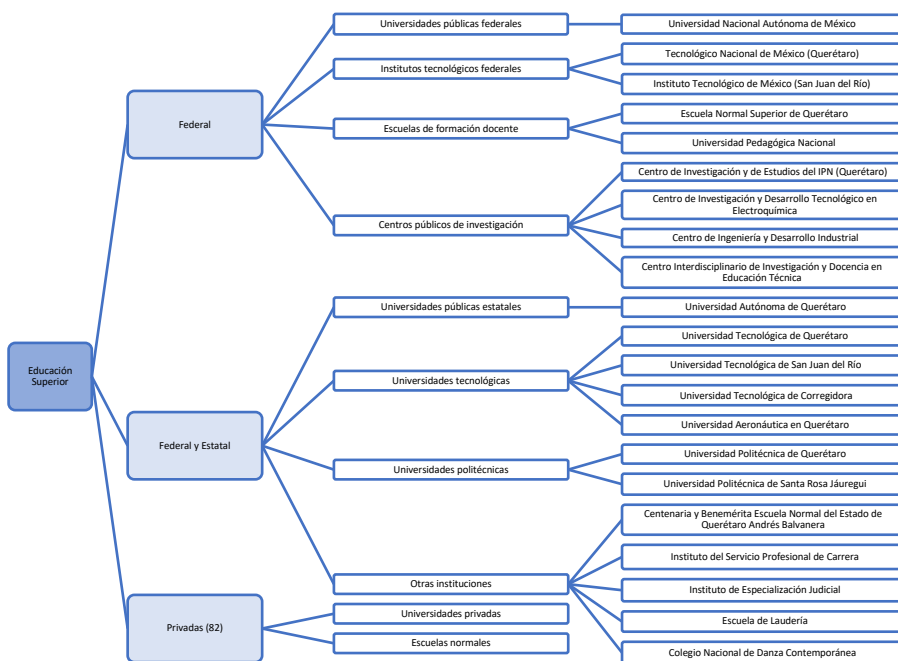 Educación
Superior
Federal
Universidades públicas federales
Universidad Nacional Autónoma de México
Institutos tecnológicos federales
Tecnológico Nacional de México (Querétaro)
Instituto Tecnológico de México (San Juan del Río)
Escuelas de formación docente
Escuela Normal Superior de Querétaro
Universidad Pedagógica Nacional
Centros públicos de investigación
Centro de Investigación y de Estudios del IPN (Querétaro)
Centro de Investigación y Desarrollo Tecnológico en
Electroquímica
Centro de Ingeniería y Desarrollo Industrial
Centro Interdisciplinario de Investigación y Docencia en
Educación Técnica
Federal y Estatal
Universidades públicas estatales
Universidad Autónoma de Querétaro
Universidades tecnológicas
Universidad Tecnológica de Querétaro
Universidad Tecnológica de San Juan del Río
Universidad Tecnológica de Corregidora
Universidad Aeronáutica en Querétaro
Universidades politécnicas
Universidad Politécnica de Querétaro
Universidad Politécnica de Santa Rosa Jáuregui
Otras instituciones
Centenaria y Benemérita Escuela Normal del Estado de
Querétaro Andrés Balvanera
Instituto del Servicio Profesional de Carrera
Instituto de Especialización Judicial
Escuela de Laudería
Colegio Nacional de Danza Contemporánea
Privadas (82)
Universidades privadas
Escuelas normales